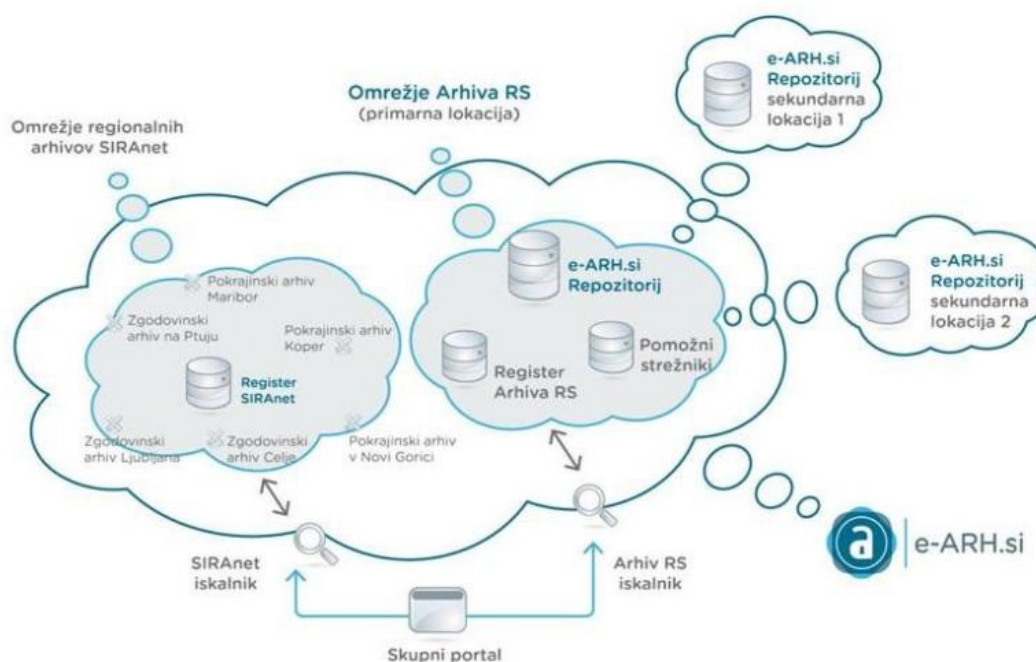 e-ARH.si
Repozitorij
sekundarna
lokacija 1
Omrežje Arhiva RS
(primarna lokacija)
Omrežje regionalnih
arhivov SIRAnet
e-ARH.si
Repozitorij
sekundarna
lokacija 2
e-ARH.si
Repozitorij
Pokrajinski arhiv
Maribor
Zgodovinski
arhiv na Ptuju
Pokrajinski arhiv
Koper
Register
SIRAnet
Register
Arhiva RS
Pomožni
strežniki
Zgodovinski
arhiv Ljubljana
Zgodovinski
arhiv Celje
Pokrajinski arhiv
v Novi Gorici
SIRAnet
iskalnik
Arhiv RS
iskalnik
a
e-ARH.si
Skupni portal